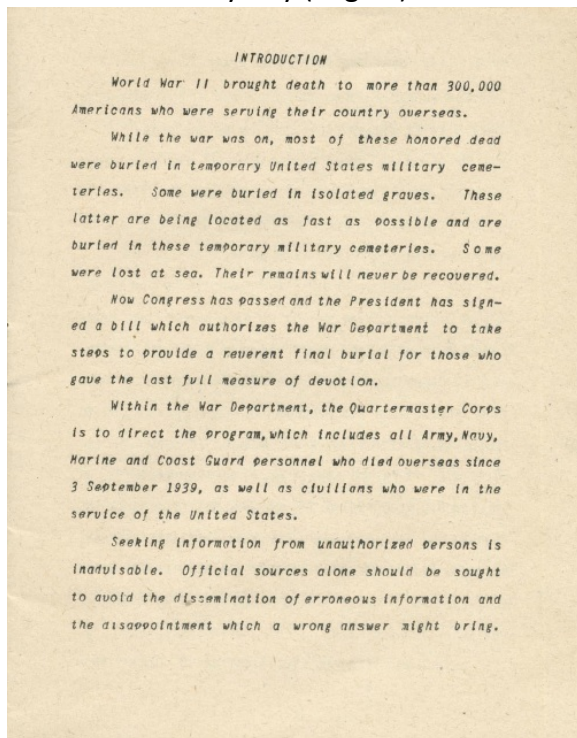 INTRODUCTION
World War II brought death to more than 300,000
Americans who were serving their country overseas.
While the war was on, most of these honored dead
were buried in temporary United States military ceme-
teries. Some were buried in isolated graves. These
latter are being located as fast as possible and are
buried in these temporary military cemeteries. Some
were lost at sea. Their remains will never be recovered.
Now Congress has passed and the President has sign-
ed a bill which authorizes the War Department to take
steps to provide a reverent final burial for those who
gave the last full measure of devotion.
Within the War Department, the Quartermaster Corps
is to direct the program, which includes all Army, Navy,
Marine and Coast Guard personnel who died overseas since
3 September 1939, as well as civilians who were in the
service of the United States.
Seeking information from unauthorized persons is
inadvisable. Official sources alone should be sought
to avoid the dissemination of erroneous information and
the disappointment which a wrong answer might bring.